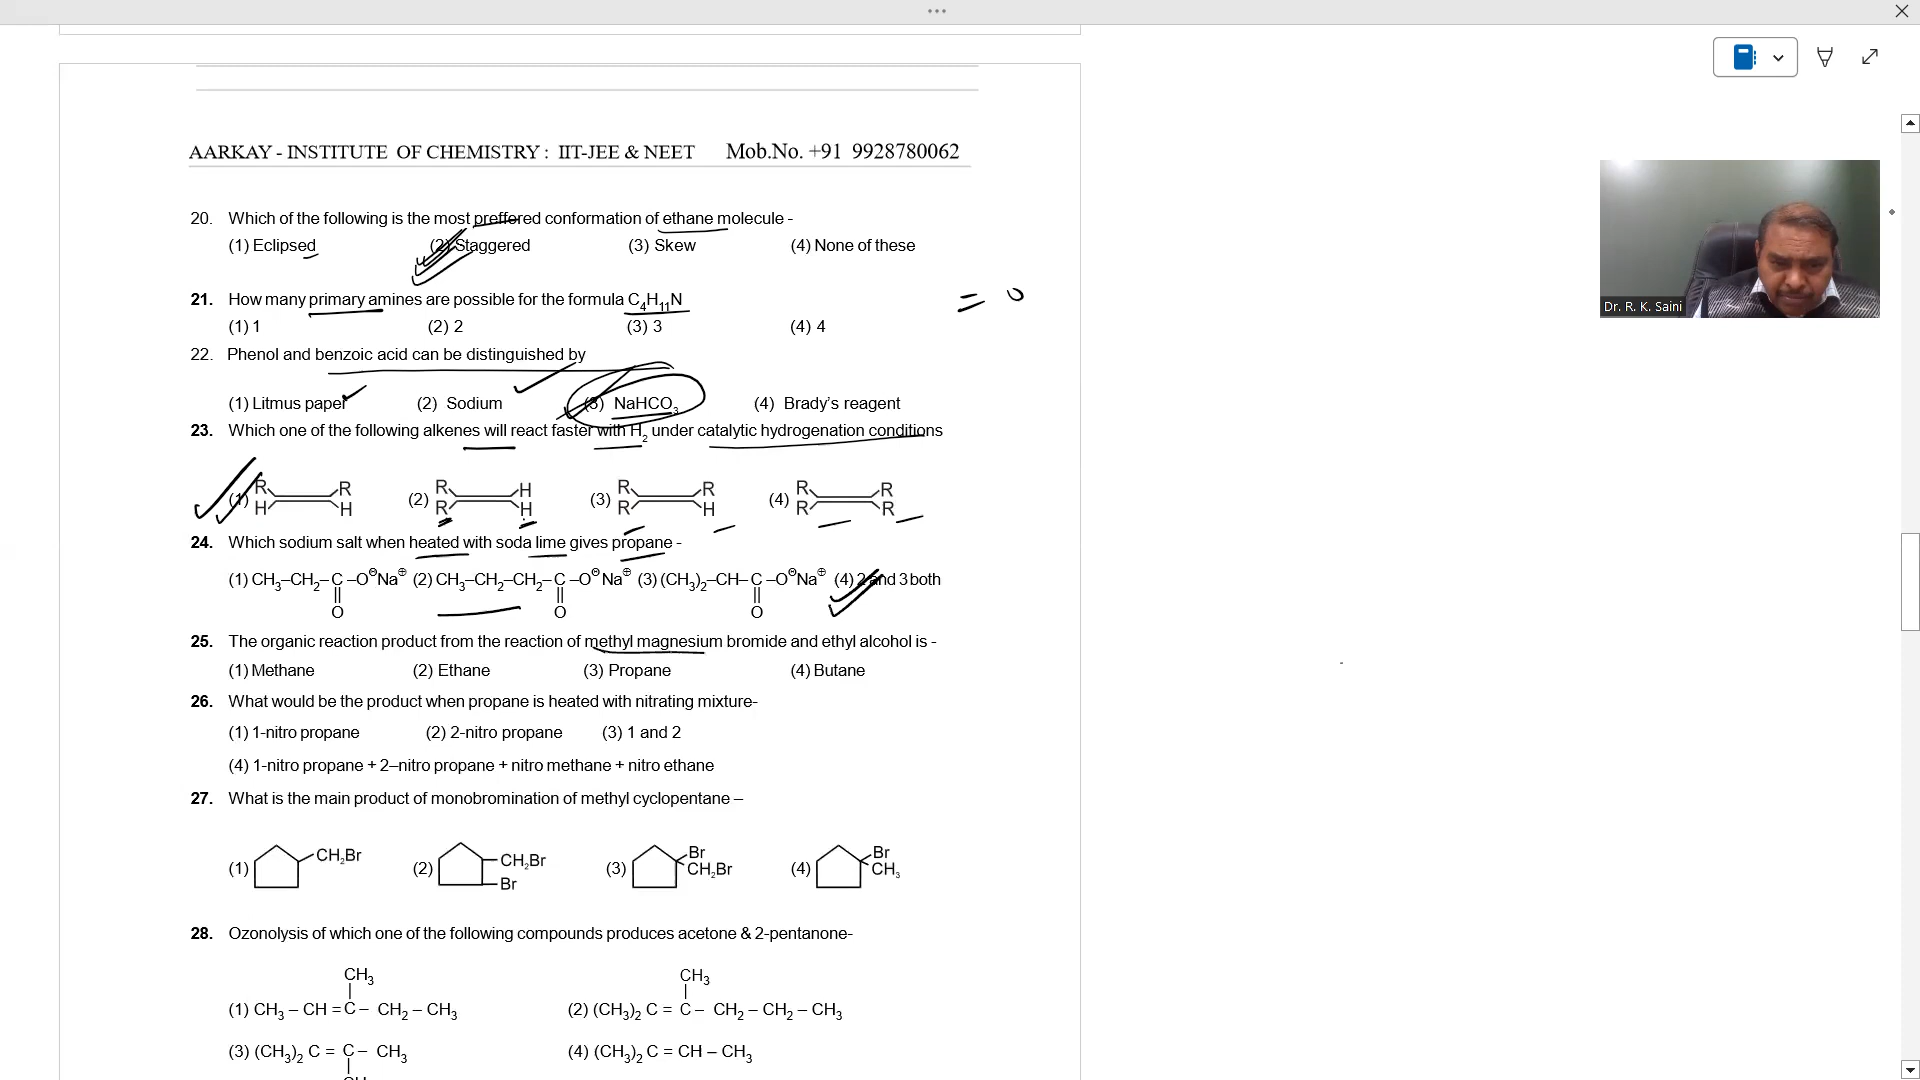 AARKAY - INSTITUTE OF CHEMISTRY : IIT-JEE & NEET Mob.No. +91 9928780062
20. Which of the following is the most preffered conformation of ethane molecule -
(1) Eclipsed (2) Staggered (3) Skew (4) None of these
21. How many primary amines are possible for the formula C4H11N
(1) 1 (2) 2 (3) 3 (4) 4
22. Phenol and benzoic acid can be distinguished by
(1) Litmus paper (2) Sodium (3) NaHCO3 (4) Brady's reagent
23. Which one of the following alkenes will react faster with H2 under catalytic hydrogenation conditions
(1) R H R H (2) R R H H (3) R R R H (4) R R R R
24. Which sodium salt when heated with soda lime gives propane -
(1) CH3–CH2–C–O⊖Na⊕ (2) CH3–CH2–CH2–C–O⊖Na⊕ (3) (CH3)2–CH–C–O⊖Na⊕ (4) 2 and 3 both
O O O
25. The organic reaction product from the reaction of methyl magnesium bromide and ethyl alcohol is -
(1) Methane (2) Ethane (3) Propane (4) Butane
26. What would be the product when propane is heated with nitrating mixture-
(1) 1-nitro propane (2) 2-nitro propane (3) 1 and 2
(4) 1-nitro propane + 2–nitro propane + nitro methane + nitro ethane
27. What is the main product of monobromination of methyl cyclopentane –
(1) CH2Br (2) CH2Br Br (3) Br CH2Br (4) Br CH3
28. Ozonolysis of which one of the following compounds produces acetone & 2-pentanone-
CH3 CH3
(1) CH3 – CH = C – CH2 – CH3 (2) (CH3)2 C = C – CH2 – CH2 – CH3
(3) (CH3)2 C = C – CH3 (4) (CH3)2 C = CH – CH3
Dr. R. K. Saini